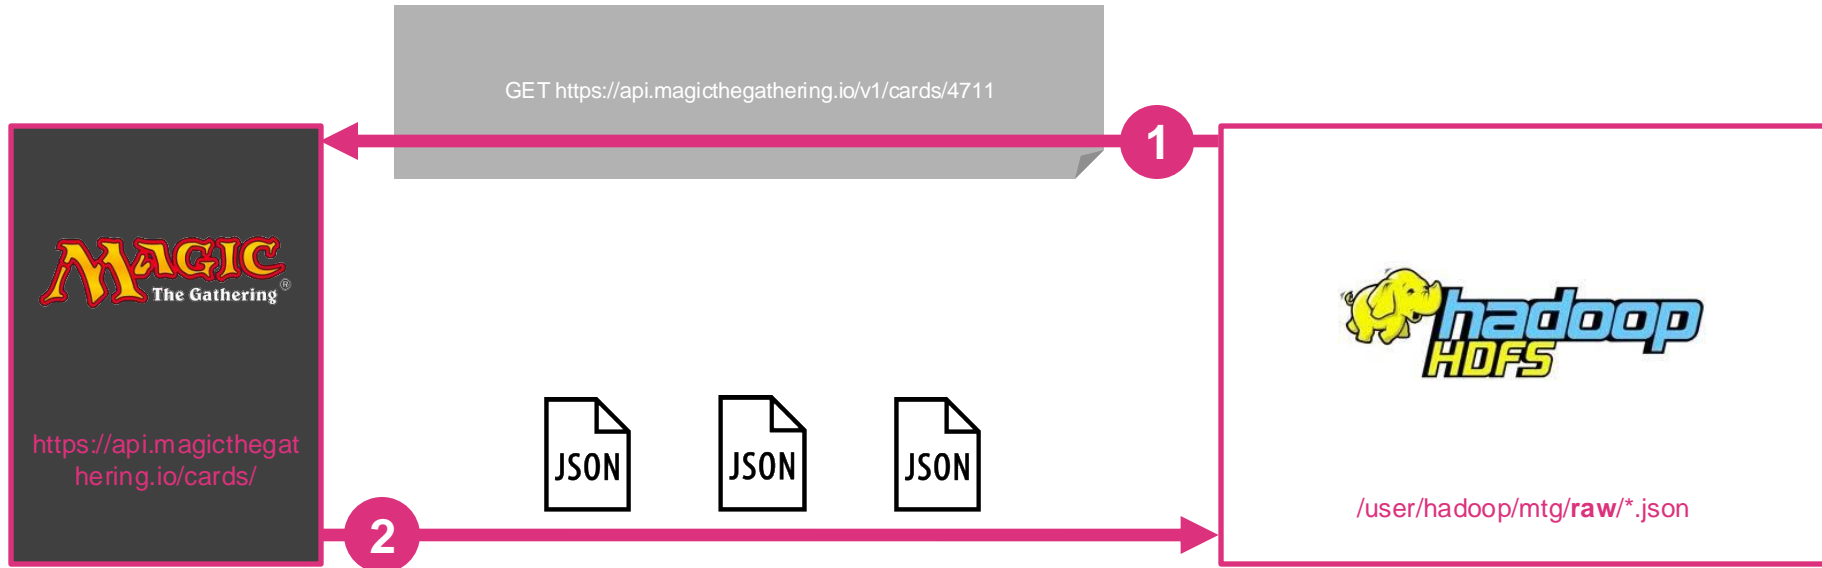 GET https://api.magicthegathering.io/v1/cards/4711
1
MAGIC
The Gathering®
hadoop
HDFS
https://api.magicthegat
hering.io/cards/
JSON
JSON
JSON
/user/hadoop/mtg/raw/*.json
2